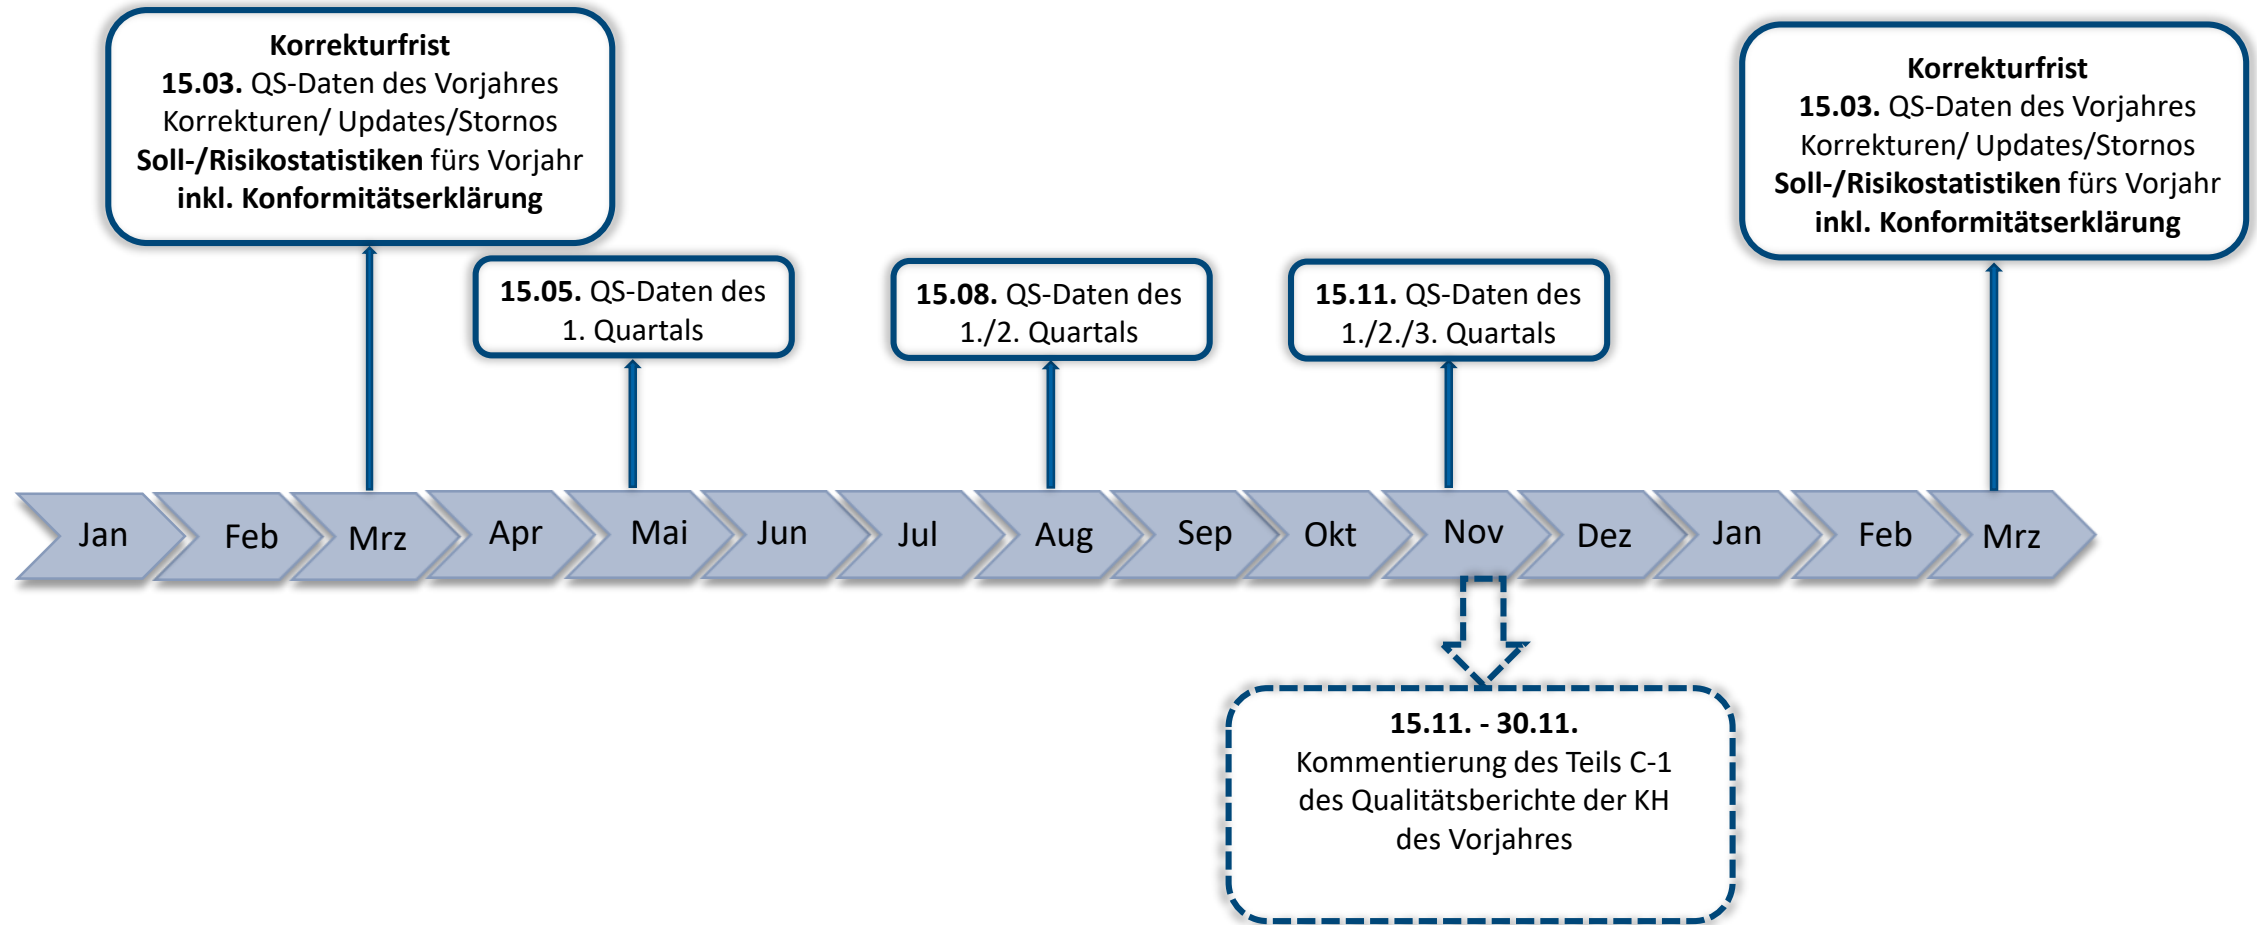 Korrekturfrist
15.03. QS-Daten des Vorjahres
Korrekturen/ Updates/Stornos
Soll-/Risikostatistiken fürs Vorjahr
inkl. Konformitätserklärung
Korrekturfrist
15.03. QS-Daten des Vorjahres
Korrekturen/ Updates/Stornos
Soll-/Risikostatistiken fürs Vorjahr
inkl. Konformitätserklärung
15.05. QS-Daten des
1. Quartals
15.08. QS-Daten des
1./2. Quartals
15.11. QS-Daten des
1./2./3. Quartals
Jan Feb Mrz Apr Mai Jun Jul Aug Sep Okt Nov Dez Jan Feb Mrz
15.11. - 30.11.
Kommentierung des Teils C-1
des Qualitätsberichte der KH
des Vorjahres